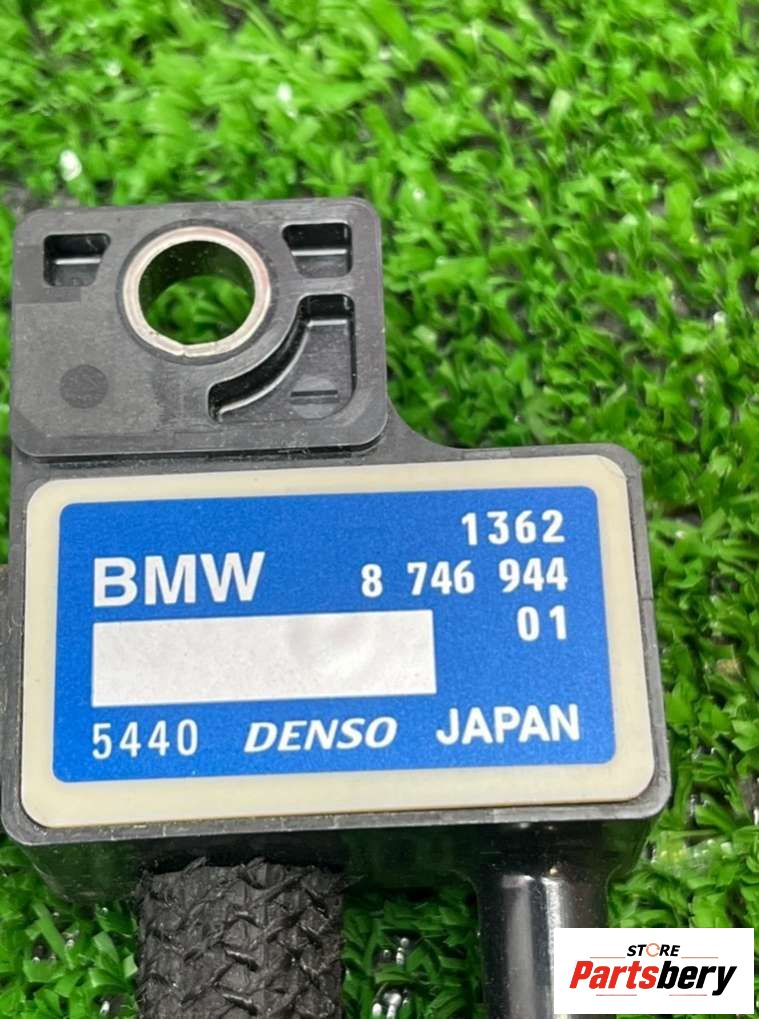 1362
BMW 8 746 944
01
5440 DENSO JAPAN
STORE
Partsbery